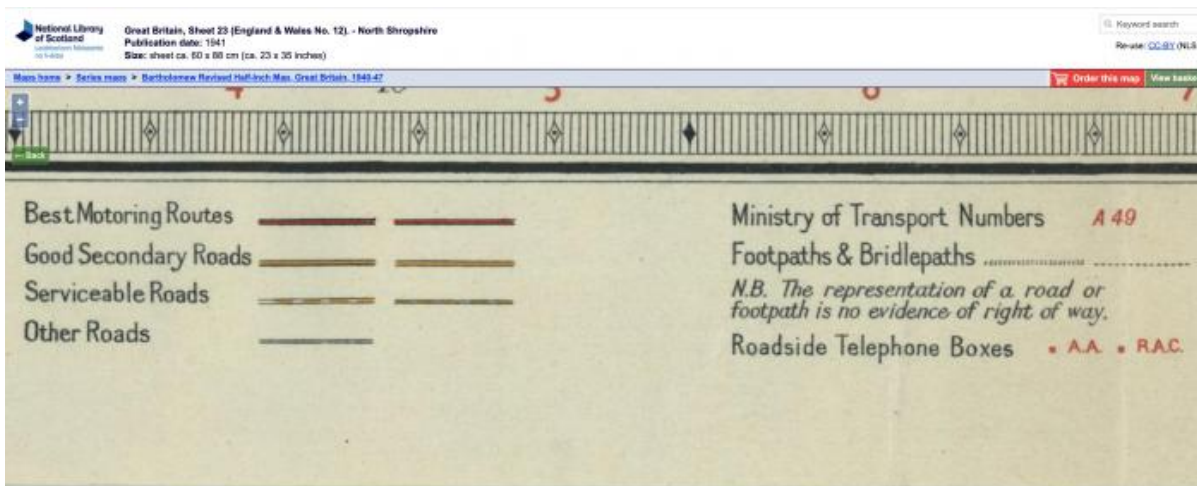 National Library
of Scotland
Great Britain, Sheet 23 (England & Wales No. 12). - North Shropshire
Publication date: 1941
Size: sheet ca. 60 x 88 cm (ca. 23 x 35 inches)
Keyword search
Re-use: CC-BY (NLS
Maps home > Series maps > Bartholomew Revised Half-Inch Map, Great Britain, 1940-47
Order this map
View baske
4
5
6
7
+
← Back
Best Motoring Routes
Good Secondary Roads
Serviceable Roads
Other Roads
Ministry of Transport Numbers A 49
Footpaths & Bridlepaths
N.B. The representation of a road or
footpath is no evidence of right of way.
Roadside Telephone Boxes A.A. R.A.C.